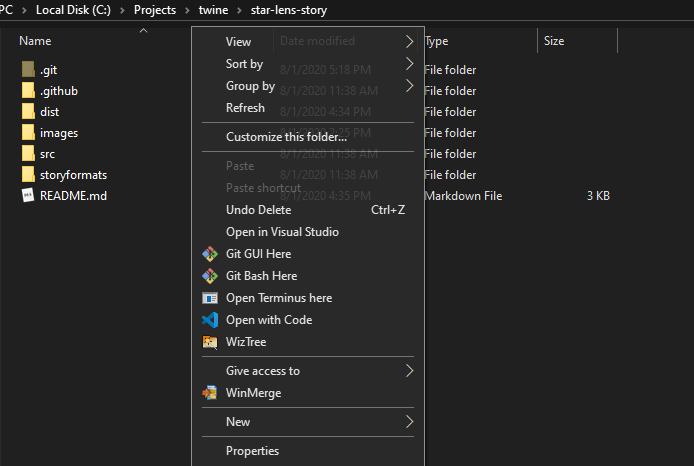 PC > Local Disk (C:) > Projects > twine > star-lens-story
Name Date modified Type Size
.git 8/1/2020 5:18 PM File folder
.github 8/1/2020 11:38 AM File folder
dist 8/1/2020 4:34 PM File folder
images 2:25 PM File folder
src 8/1/2020 11:38 AM File folder
storyformats 8/1/2020 11:38 AM File folder
README.md 8/1/2020 4:35 PM Markdown File 3 KB
View
Sort by
Group by
Refresh
Customize this folder...
Paste
Paste shortcut
Undo Delete Ctrl+Z
Open in Visual Studio
Git GUI Here
Git Bash Here
Open Terminus here
Open with Code
WizTree
Give access to
WinMerge
New
Properties